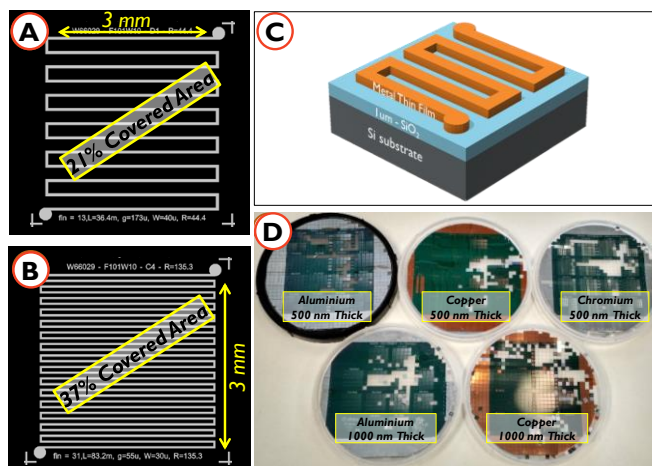 A
3 mm
W66029 - F101W10 - D1 - R=44.4
21% Covered Area
fin = 13,L=36.4m, g=173u, W=40u, R=44.4
B
W66029 - F101W10 - C4 - R=135.3
37% Covered Area
3 mm
fin = 31,L=83.2m, g=55u, W=30u, R=135.3
C
Metal Thin Film
1um - SiO₂
Si substrate
D
Aluminium
500 nm Thick
Copper
500 nm Thick
Chromium
500 nm Thick
Aluminium
1000 nm Thick
Copper
1000 nm Thick